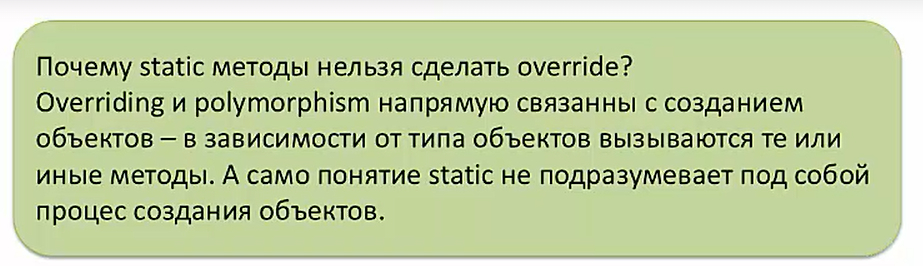 Почему static методы нельзя сделать override?
Overriding и polymorphism напрямую связанны с созданием
объектов – в зависимости от типа объектов вызываются те или
иные методы. А само понятие static не подразумевает под собой
процес создания объектов.